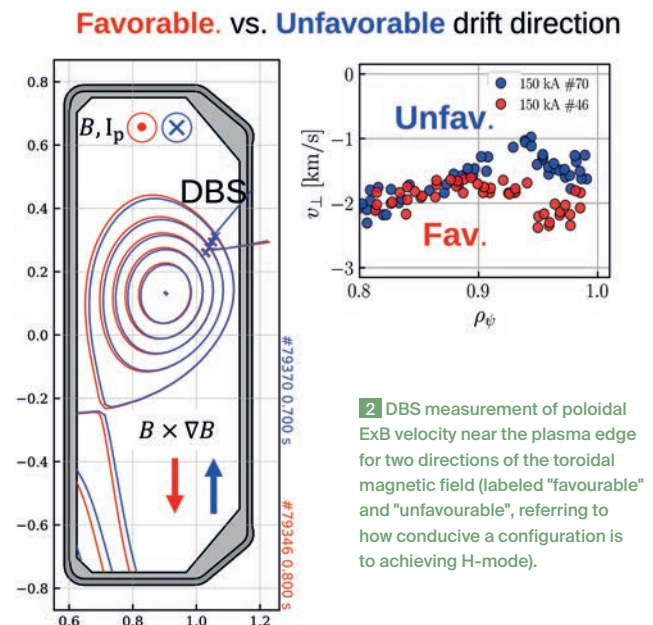 Favorable. vs. Unfavorable drift direction
0.8
0.6
0.4
0.2
0.0
−0.2
−0.4
−0.6
−0.8
0.6 0.8 1.0 1.2
B, Iₚ
DBS
B × ∇B
#79370 0.700 s
#79346 0.800 s
150 kA #70
150 kA #46
Unfav.
Fav.
v⊥ [km/s]
0
−1
−2
−3
0.8 0.9 1.0
ρψ
2 DBS measurement of poloidal
ExB velocity near the plasma edge
for two directions of the toroidal
magnetic field (labeled "favourable"
and "unfavourable", referring to
how conducive a configuration is
to achieving H-mode).